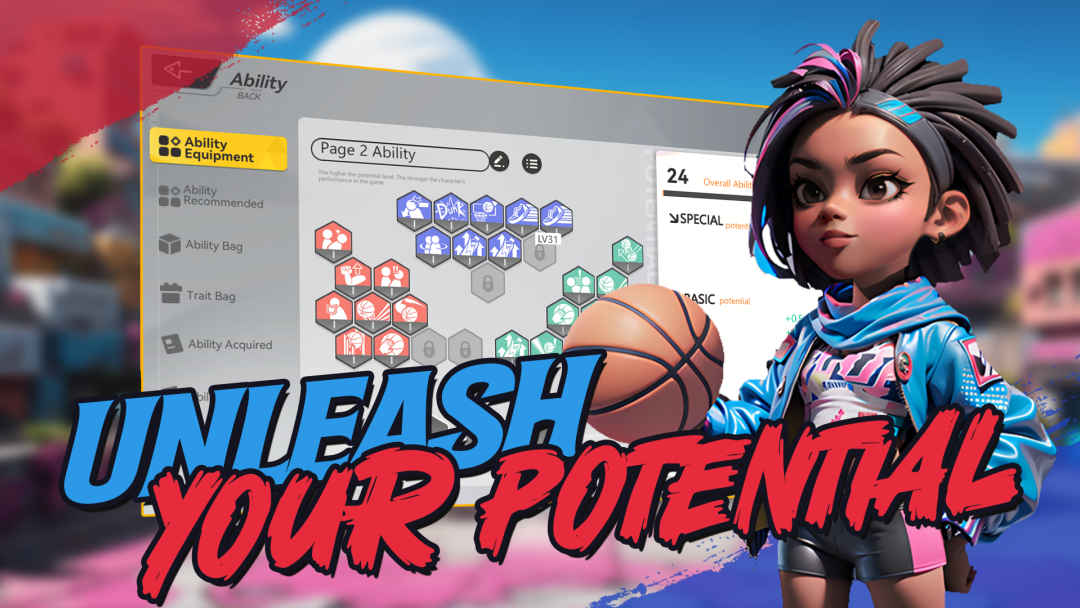 Ability
BACK
Ability
Equipment
Ability
Recommended
Ability Bag
Trait Bag
Ability Acquired
Page 2 Ability
The higher the potential level. The stronger the character's
performance in the game.
Dunk
LV31
24
Overall Ability
SPECIAL
potent
BASIC
potential
UNLEASH
YOUR POTENTIAL